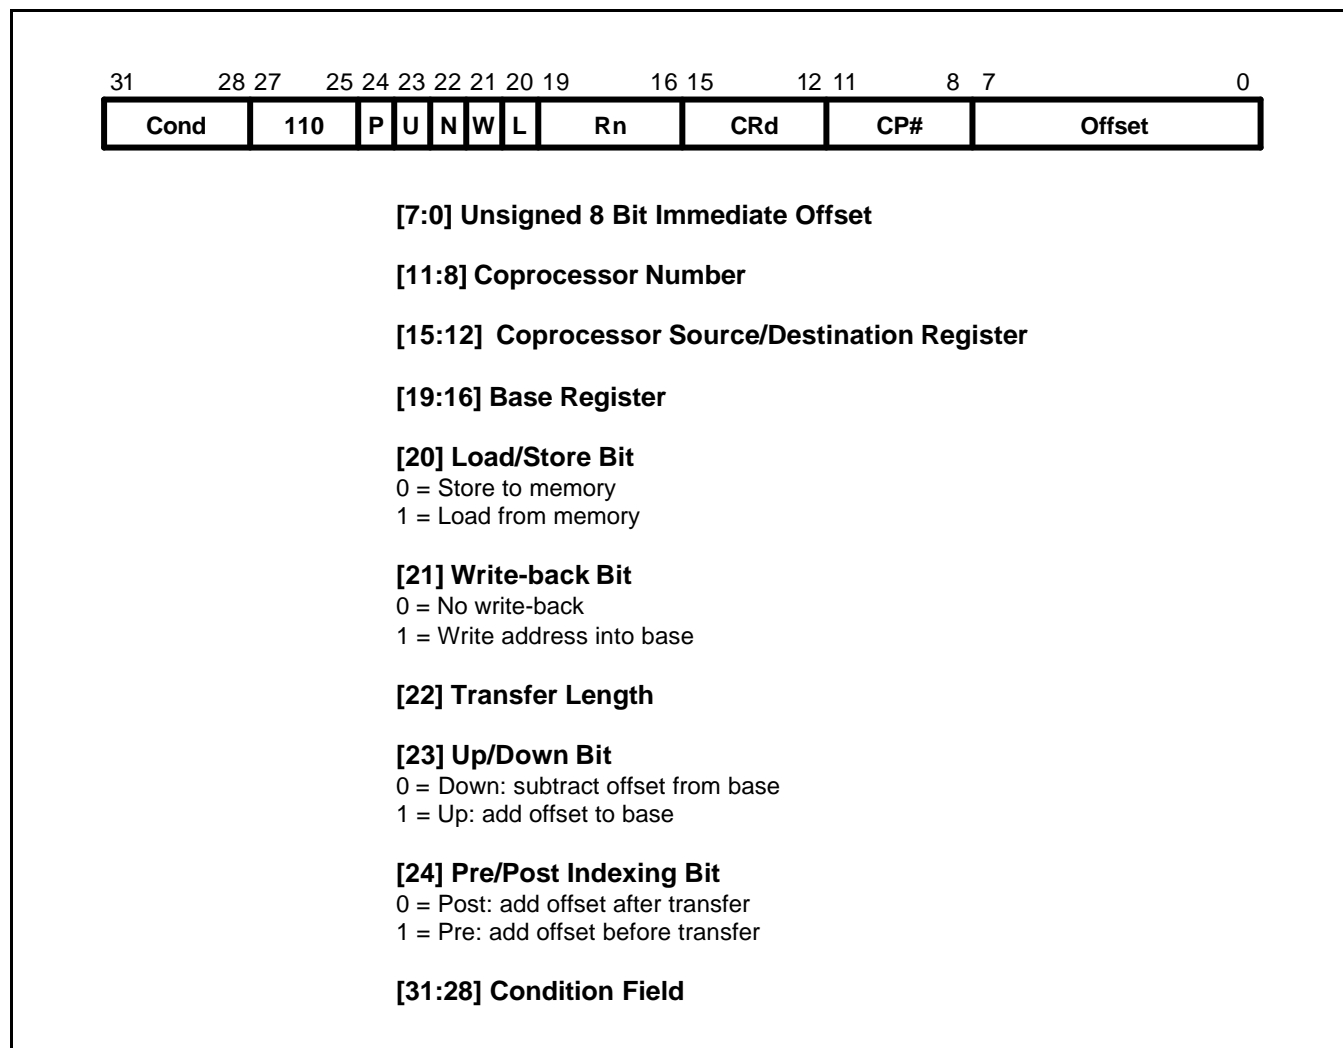 31 28 27 25 24 23 22 21 20 19 16 15 12 11 8 7 0
Cond 110 P U N W L Rn CRd CP# Offset
[7:0] Unsigned 8 Bit Immediate Offset
[11:8] Coprocessor Number
[15:12] Coprocessor Source/Destination Register
[19:16] Base Register
[20] Load/Store Bit
0 = Store to memory
1 = Load from memory
[21] Write-back Bit
0 = No write-back
1 = Write address into base
[22] Transfer Length
[23] Up/Down Bit
0 = Down: subtract offset from base
1 = Up: add offset to base
[24] Pre/Post Indexing Bit
0 = Post: add offset after transfer
1 = Pre: add offset before transfer
[31:28] Condition Field